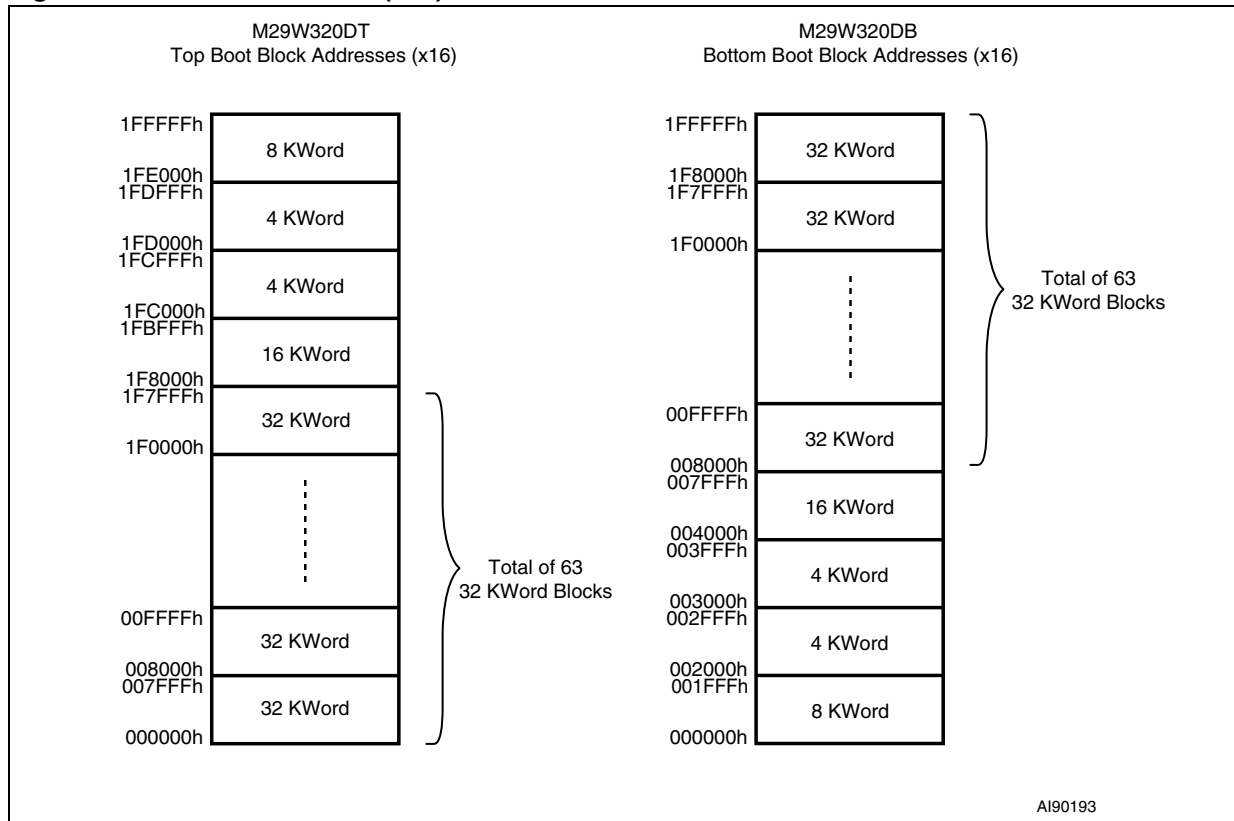 M29W320DT
Top Boot Block Addresses (x16)
1FFFFFh
8 KWord
1FE000h
1FDFFFh
4 KWord
1FD000h
1FCFFFh
4 KWord
1FC000h
1FBFFFh
16 KWord
1F8000h
1F7FFFh
32 KWord
1F0000h
Total of 63
32 KWord Blocks
00FFFFh
32 KWord
008000h
007FFFh
32 KWord
000000h
M29W320DB
Bottom Boot Block Addresses (x16)
1FFFFFh
32 KWord
1F8000h
1F7FFFh
32 KWord
1F0000h
Total of 63
32 KWord Blocks
00FFFFh
32 KWord
008000h
007FFFh
16 KWord
004000h
003FFFh
4 KWord
003000h
002FFFh
4 KWord
002000h
001FFFh
8 KWord
000000h
AI90193